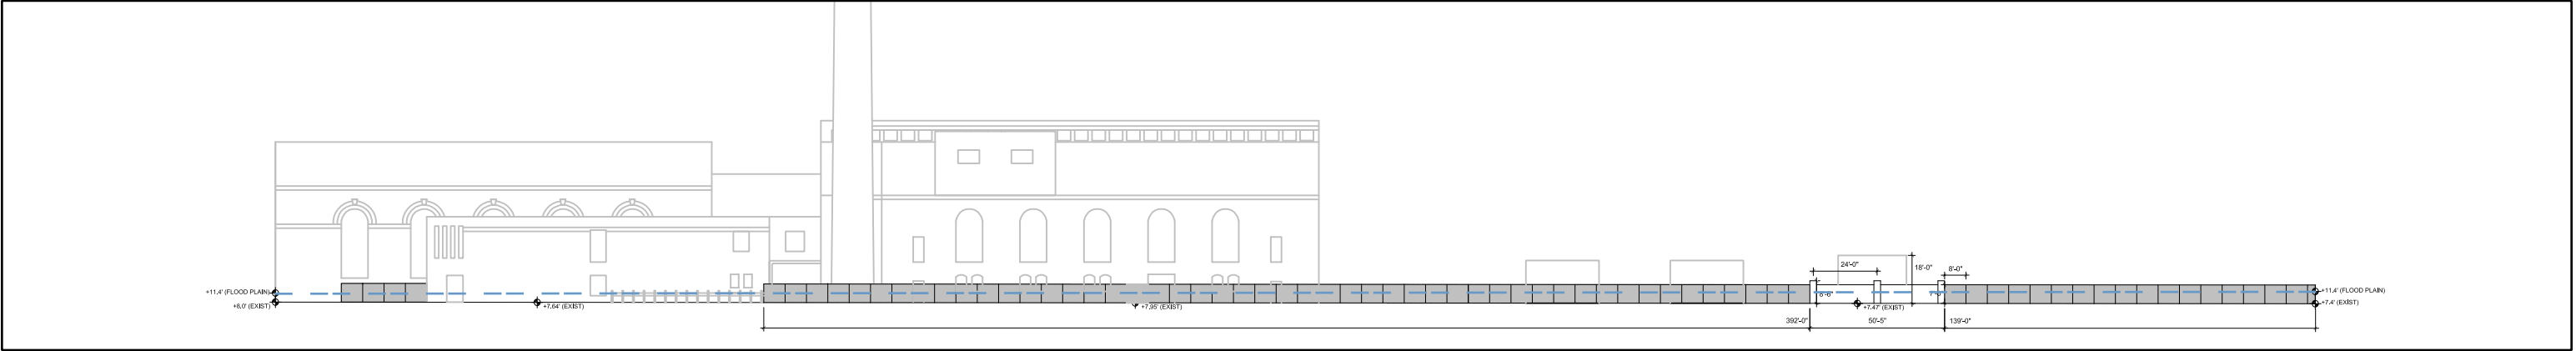 24'-0"
18'-0"
8'-0"
+11.4' (FLOOD PLAIN)
+8.0' (EXIST)
+7.64' (EXIST)
+7.95' (EXIST)
+7.47' (EXIST)
+11.4' (FLOOD PLAIN)
+7.4' (EXIST)
392'-0"
50'-5"
139'-0"